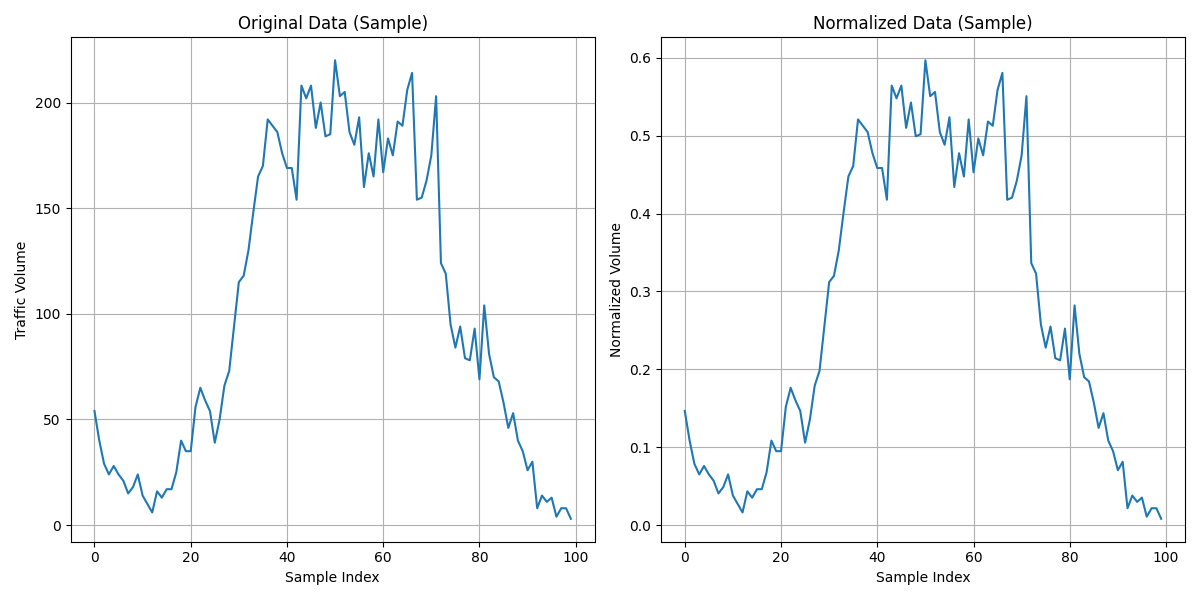 Original Data (Sample)
Traffic Volume
200
150
100
50
0
0 20 40 60 80 100
Sample Index
Normalized Data (Sample)
Normalized Volume
0.6
0.5
0.4
0.3
0.2
0.1
0.0
0 20 40 60 80 100
Sample Index